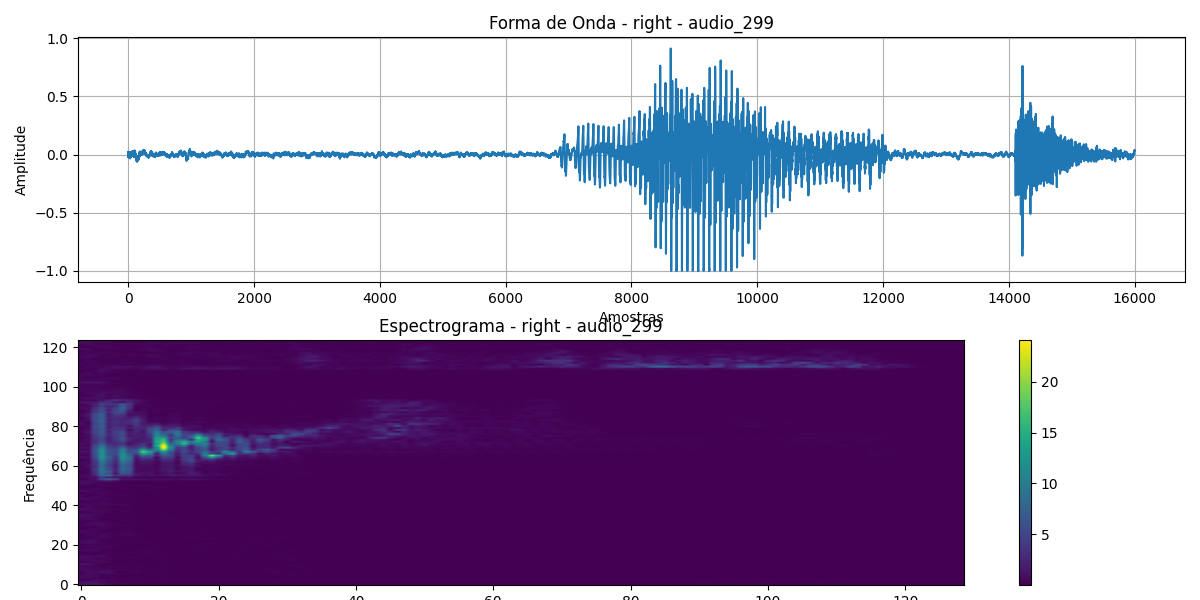 Forma de Onda - right - audio_299
1.0
0.5
0.0
−0.5
−1.0
Amplitude
0 2000 4000 6000 8000 10000 12000 14000 16000
Amostras
Espectrograma - right - audio_299
120
100
80
60
40
20
0
Frequência
0 20 40 60 80 100 120
20
15
10
5